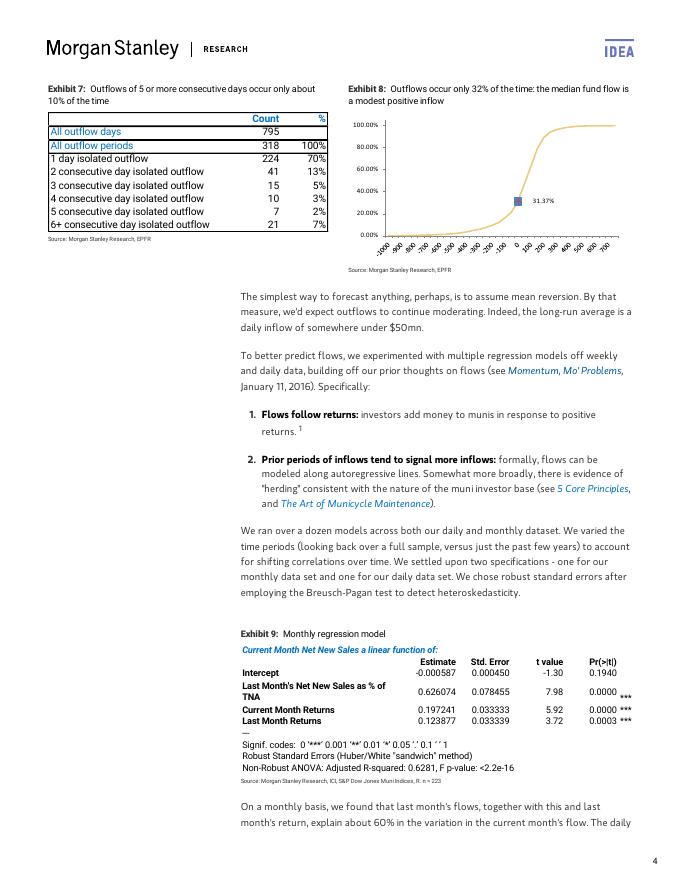 Morgan Stanley | RESEARCH
IDEA
Exhibit 7: Outflows of 5 or more consecutive days occur only about
10% of the time
Count %
All outflow days 795
All outflow periods 318 100%
1 day isolated outflow 224 70%
2 consecutive day isolated outflow 41 13%
3 consecutive day isolated outflow 15 5%
4 consecutive day isolated outflow 10 3%
5 consecutive day isolated outflow 7 2%
6+ consecutive day isolated outflow 21 7%
Source: Morgan Stanley Research, EPFR
Exhibit 8: Outflows occur only 32% of the time: the median fund flow is
a modest positive inflow
100.00%
80.00%
60.00%
40.00%
20.00%
0.00%
31.37%
-1000 -900 -800 -700 -600 -500 -400 -300 -200 -100 0 100 200 300 400 500 600 700
Source: Morgan Stanley Research, EPFR
The simplest way to forecast anything, perhaps, is to assume mean reversion. By that
measure, we'd expect outflows to continue moderating. Indeed, the long-run average is a
daily inflow of somewhere under $50mn.
To better predict flows, we experimented with multiple regression models off weekly
and daily data, building off our prior thoughts on flows (see Momentum, Mo' Problems,
January 11, 2016). Specifically:
1. Flows follow returns: investors add money to munis in response to positive
returns. 1
2. Prior periods of inflows tend to signal more inflows: formally, flows can be
modeled along autoregressive lines. Somewhat more broadly, there is evidence of
"herding" consistent with the nature of the muni investor base (see 5 Core Principles,
and The Art of Municycle Maintenance).
We ran over a dozen models across both our daily and monthly dataset. We varied the
time periods (looking back over a full sample, versus just the past few years) to account
for shifting correlations over time. We settled upon two specifications - one for our
monthly data set and one for our daily data set. We chose robust standard errors after
employing the Breusch-Pagan test to detect heteroskedasticity.
Exhibit 9: Monthly regression model
Current Month Net New Sales a linear function of:
Estimate Std. Error t value Pr(>|t|)
Intercept -0.000587 0.000450 -1.30 0.1940
Last Month's Net New Sales as % of
TNA 0.626074 0.078455 7.98 0.0000 ***
Current Month Returns 0.197241 0.033333 5.92 0.0000 ***
Last Month Returns 0.123877 0.033339 3.72 0.0003 ***
---
Signif. codes: 0 '***' 0.001 '**' 0.01 '*' 0.05 '.' 0.1 ' ' 1
Robust Standard Errors (Huber/White "sandwich" method)
Non-Robust ANOVA: Adjusted R-squared: 0.6281, F p-value: <2.2e-16
Source: Morgan Stanley Research, ICI, S&P Dow Jones Muni Indices, R. n = 223
On a monthly basis, we found that last month's flows, together with this and last
month's return, explain about 60% in the variation in the current month's flow. The daily
4